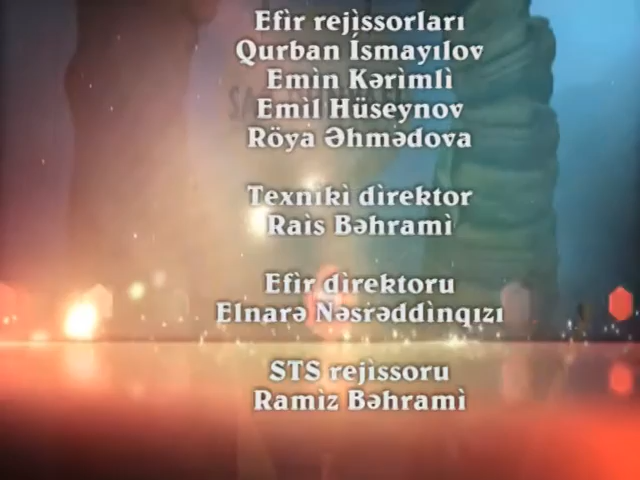 Efir rejissorları
Qurban İsmayılov
Emin Kərimli
Emil Hüseynov
Röya Əhmədova
Texniki direktor
Rais Bəhrami
Efir direktoru
Elnarə Nəsrəddinqızı
STS rejissoru
Ramiz Bəhrami